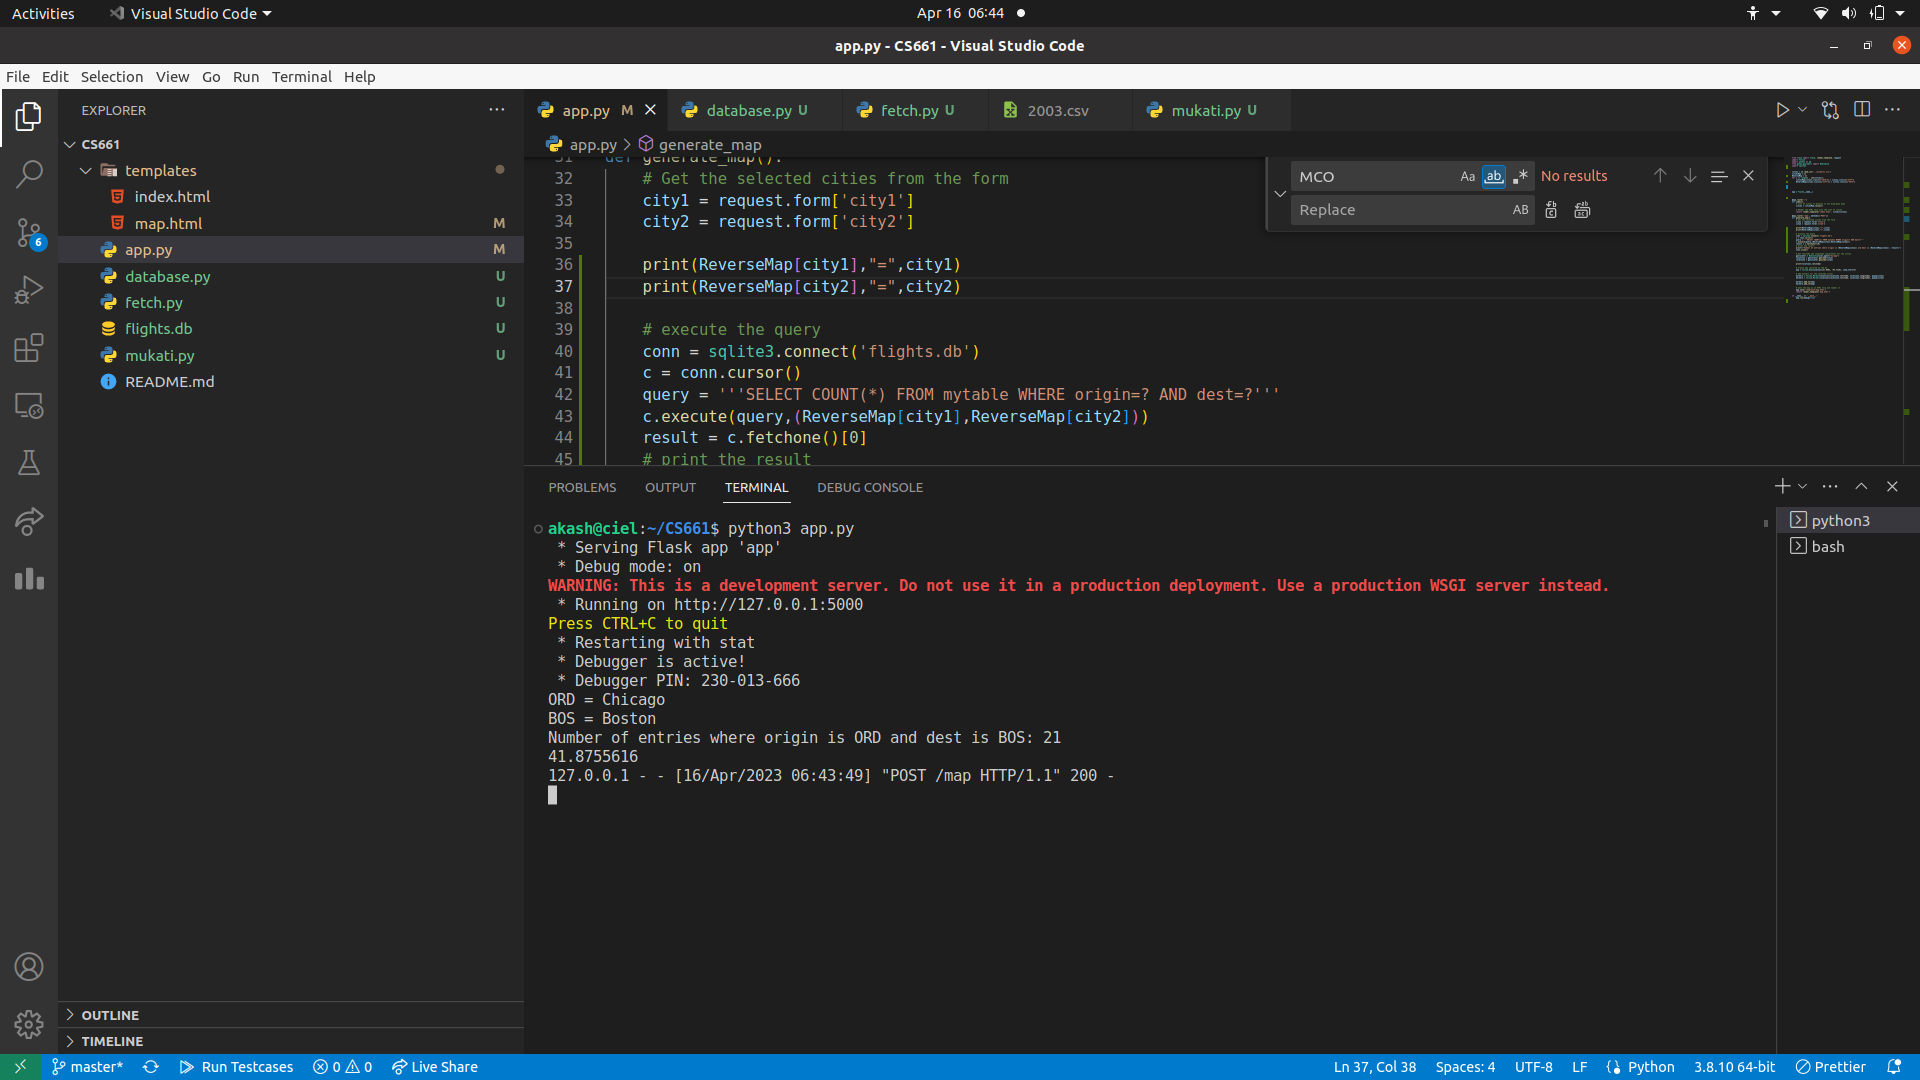 Activities
Visual Studio Code
Apr 16 06:44
app.py - CS661 - Visual Studio Code
File Edit Selection View Go Run Terminal Help
EXPLORER
CS661
templates
index.html
map.html M
app.py M
database.py U
fetch.py U
flights.db U
mukati.py U
README.md
OUTLINE
TIMELINE
6
app.py M
database.py U
fetch.py U
2003.csv
mukati.py U
app.py > generate_map
31 def generate_map():
32 # Get the selected cities from the form
33 city1 = request.form['city1']
34 city2 = request.form['city2']
35
36 print(ReverseMap[city1],"=",city1)
37 print(ReverseMap[city2],"=",city2)
38
39 # execute the query
40 conn = sqlite3.connect('flights.db')
41 c = conn.cursor()
42 query = '''SELECT COUNT(*) FROM mytable WHERE origin=? AND dest=?'''
43 c.execute(query,(ReverseMap[city1],ReverseMap[city2]))
44 result = c.fetchone()[0]
45 # print the result
MCO Aa ab .* No results
Replace AB
PROBLEMS OUTPUT TERMINAL DEBUG CONSOLE
python3
bash
akash@ciel:~/CS661$ python3 app.py
* Serving Flask app 'app'
* Debug mode: on
WARNING: This is a development server. Do not use it in a production deployment. Use a production WSGI server instead.
* Running on http://127.0.0.1:5000
Press CTRL+C to quit
* Restarting with stat
* Debugger is active!
* Debugger PIN: 230-013-666
ORD = Chicago
BOS = Boston
Number of entries where origin is ORD and dest is BOS: 21
41.8755616
127.0.0.1 - - [16/Apr/2023 06:43:49] "POST /map HTTP/1.1" 200 -
master*
Run Testcases
0 0
Live Share
Ln 37, Col 38
Spaces: 4
UTF-8
LF
Python
3.8.10 64-bit
Prettier